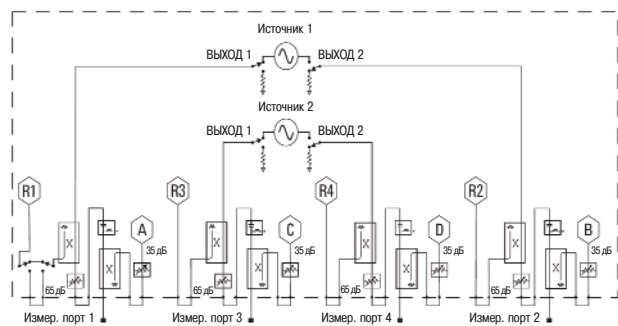 Источник 1
ВЫХОД 1 ВЫХОД 2
Источник 2
ВЫХОД 1 ВЫХОД 2
R1 R3 R4 R2
A C D B
X X X X X X X X
35 дБ 35 дБ 35 дБ 35 дБ
65 дБ 65 дБ 65 дБ 65 дБ
Измер. порт 1 Измер. порт 3 Измер. порт 4 Измер. порт 2